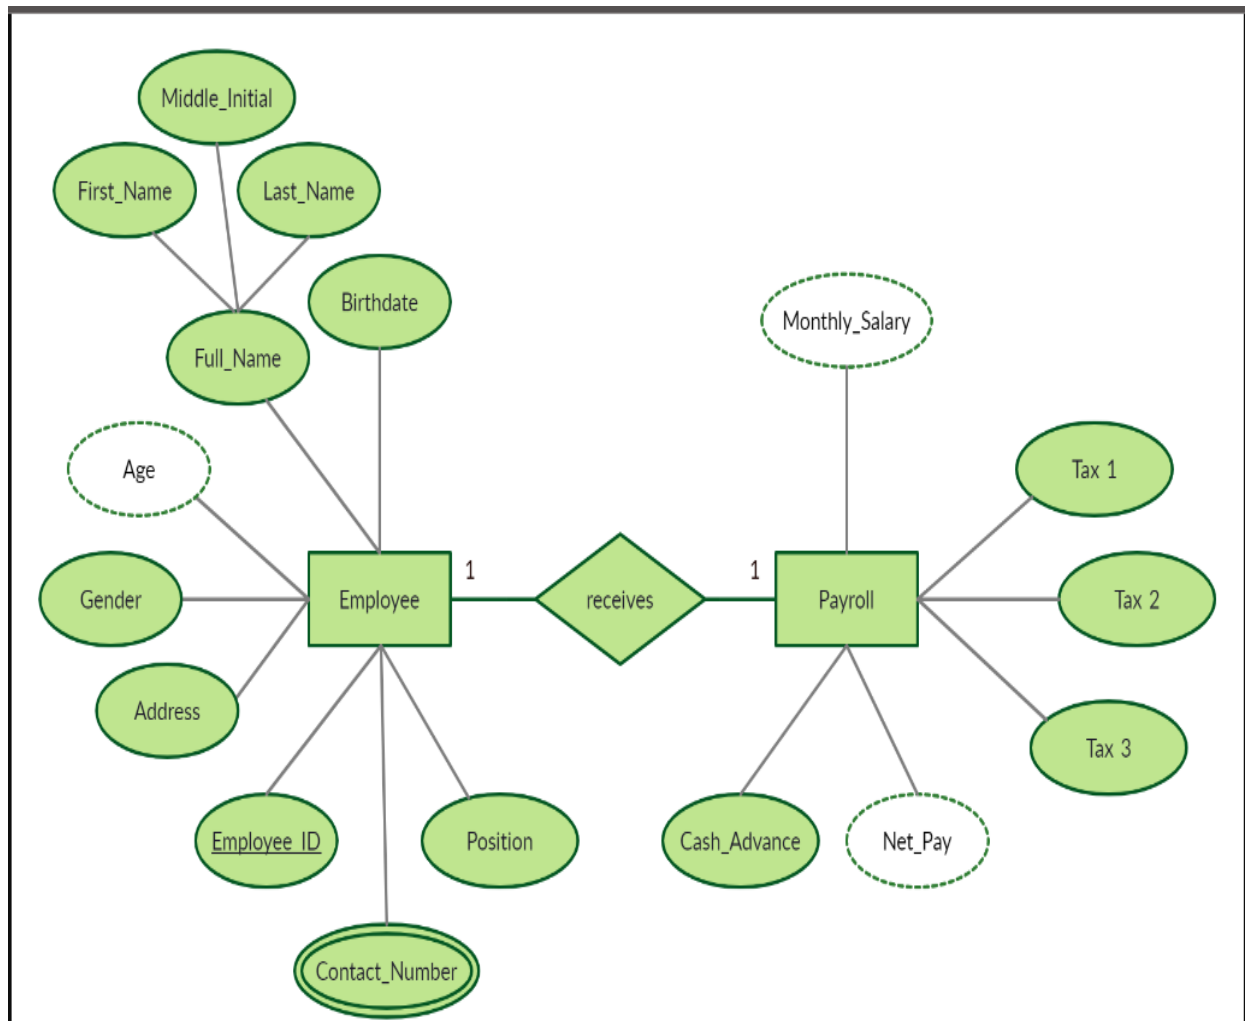 Middle_Initial
First_Name
Last_Name
Birthdate
Monthly_Salary
Full_Name
Age
Tax 1
Gender
Employee
1
receives
1
Payroll
Tax 2
Address
Tax 3
Employee_ID
Position
Cash_Advance
Net_Pay
Contact_Number